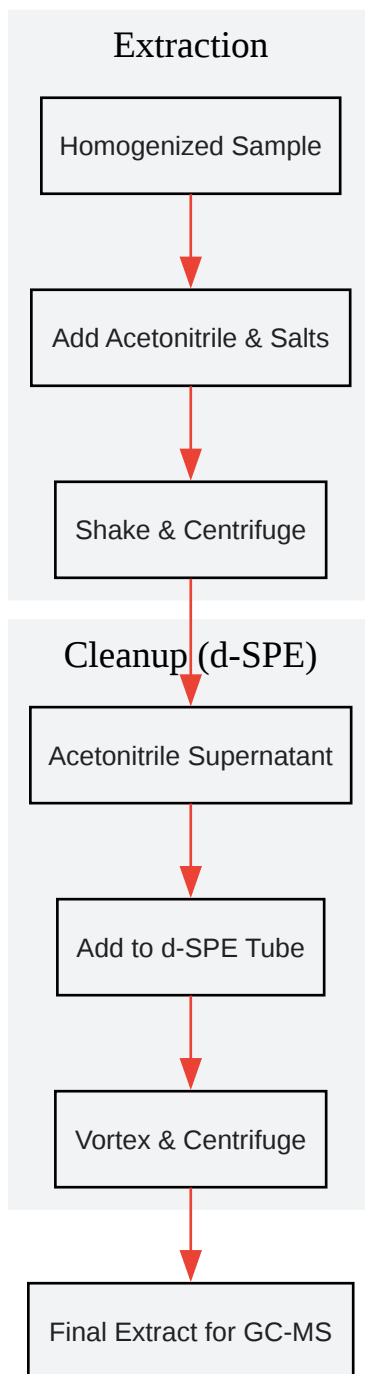 Extraction
Homogenized Sample
Add Acetonitrile & Salts
Shake & Centrifuge
Cleanup (d-SPE)
Acetonitrile Supernatant
Add to d-SPE Tube
Vortex & Centrifuge
Final Extract for GC-MS